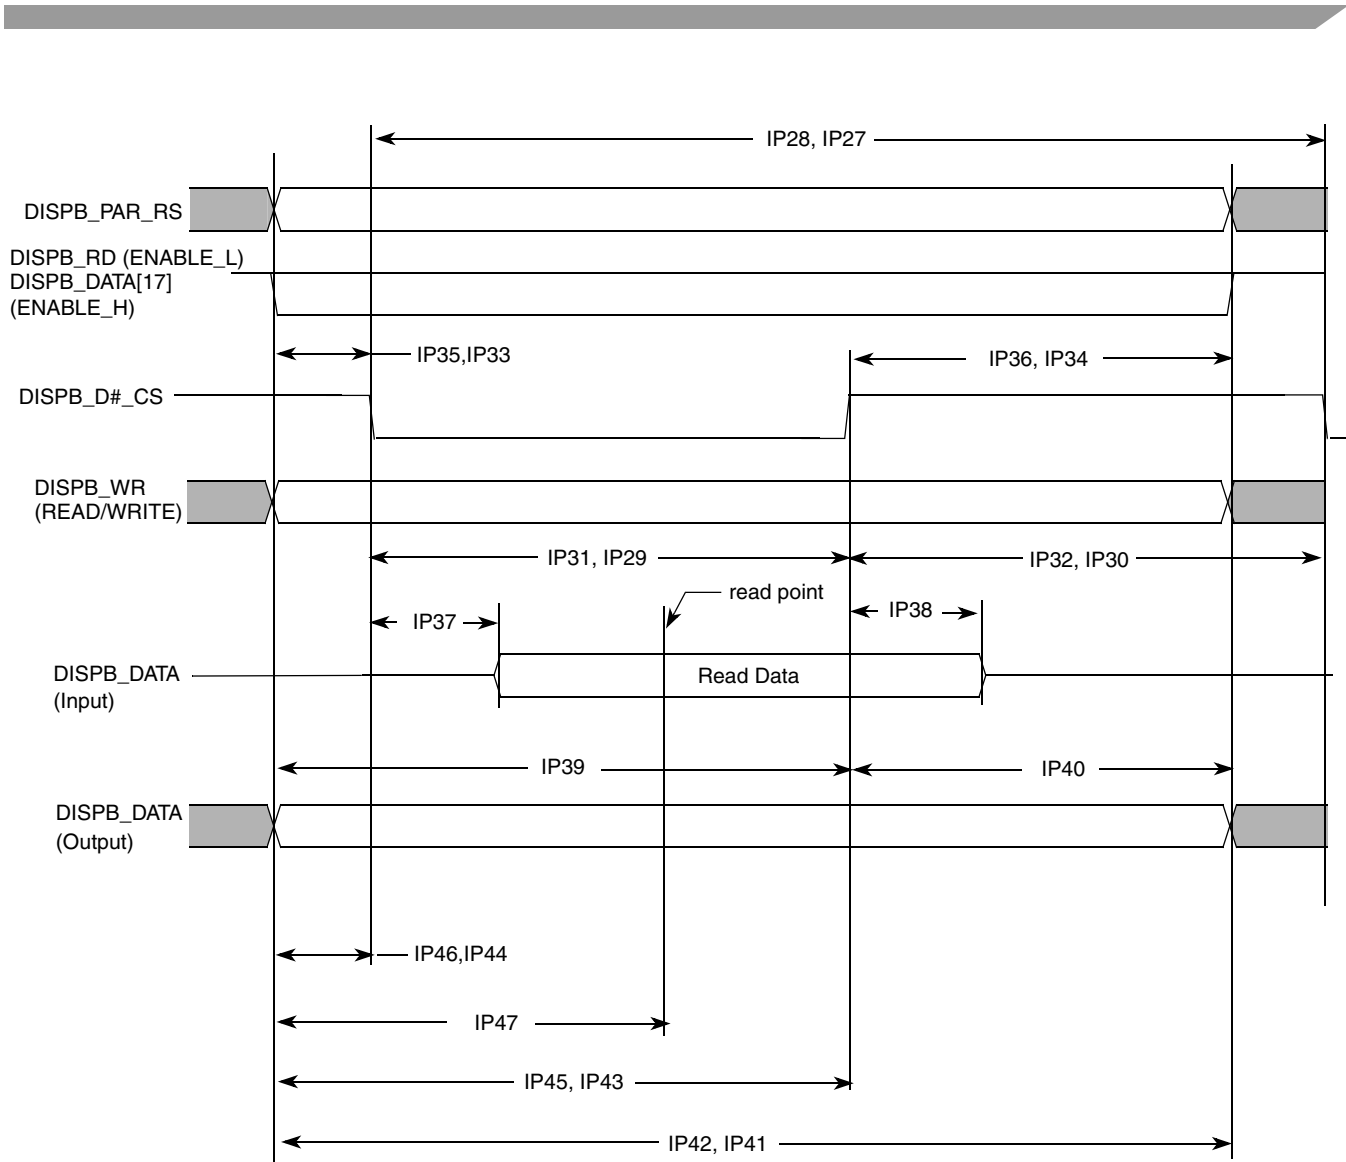 IP28, IP27
DISPB_PAR_RS
DISPB_RD (ENABLE_L)
DISPB_DATA[17]
(ENABLE_H)
IP35,IP33
IP36, IP34
DISPB_D#_CS
DISPB_WR
(READ/WRITE)
IP31, IP29
IP32, IP30
read point
IP37
IP38
DISPB_DATA
(Input)
Read Data
IP39
IP40
DISPB_DATA
(Output)
IP46,IP44
IP47
IP45, IP43
IP42, IP41